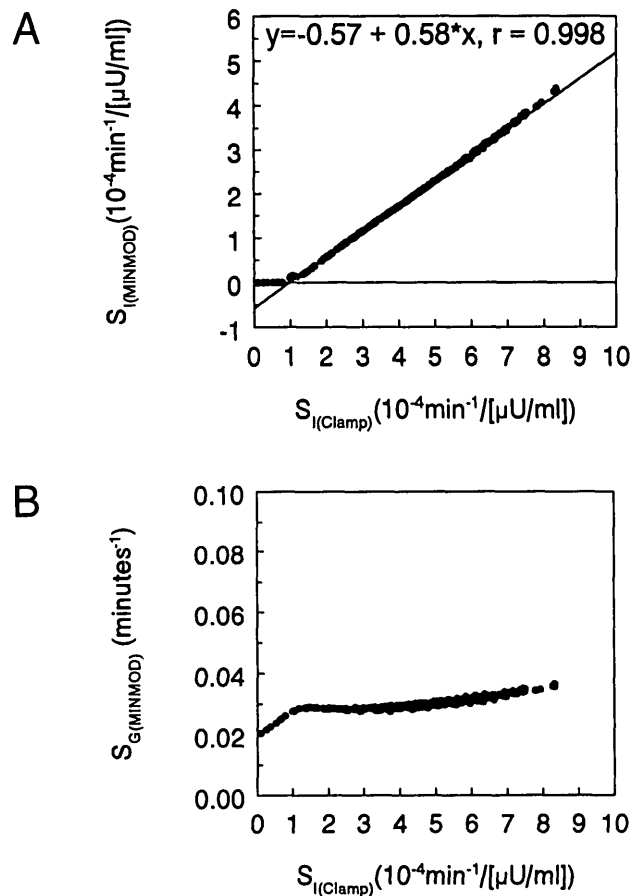 A
y=-0.57 + 0.58*x, r = 0.998
S_I(MINMOD)(10⁻⁴min⁻¹/[µU/ml])
6
5
4
3
2
1
0
-1
0 1 2 3 4 5 6 7 8 9 10
S_I(Clamp)(10⁻⁴min⁻¹/[µU/ml])
B
S_G(MINMOD) (minutes⁻¹)
0.10
0.08
0.06
0.04
0.02
0.00
0 1 2 3 4 5 6 7 8 9 10
S_I(Clamp)(10⁻⁴min⁻¹/[µU/ml])